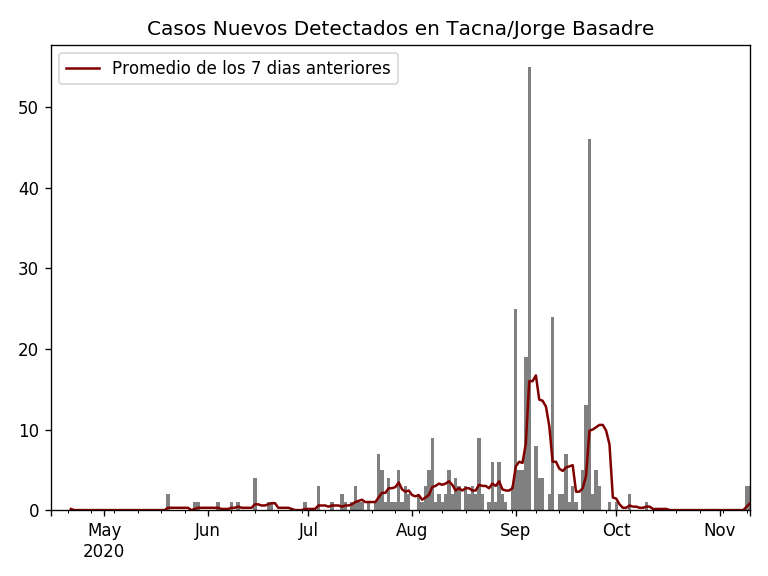 Casos Nuevos Detectados en Tacna/Jorge Basadre
Promedio de los 7 dias anteriores
50
40
30
20
10
0
May Jun Jul Aug Sep Oct Nov
2020